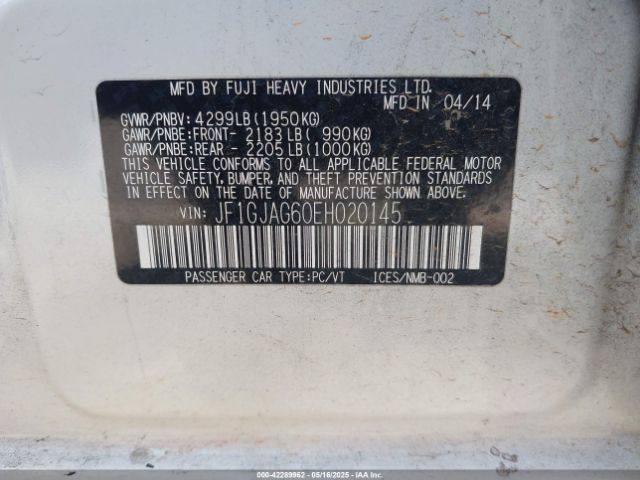 MFD BY FUJI HEAVY INDUSTRIES LTD.
MFD IN 04/14
GVWR/PNBV: 4299LB(1950KG)
GAWR/PNBE:FRONT- 2183 LB( 990KG)
GAWR/PNBE:REAR - 2205 LB(1000KG)
THIS VEHICLE CONFORMS TO ALL APPLICABLE FEDERAL MOTOR
VEHICLE SAFETY, BUMPER, AND THEFT PREVENTION STANDARDS
IN EFFECT ON THE DATE OF MANUFACTURE SHOWN ABOVE.
VIN: JF1GJAG60EH020145
PASSENGER CAR TYPE:PC/VT ICES/NMB-002
000-42289962 - 05/16/2025 - IAA Inc.